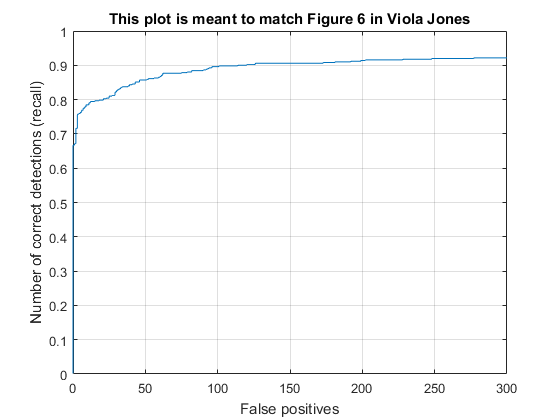 This plot is meant to match Figure 6 in Viola Jones
1
0.9
0.8
0.7
0.6
0.5
0.4
0.3
0.2
0.1
0
Number of correct detections (recall)
0 50 100 150 200 250 300
False positives